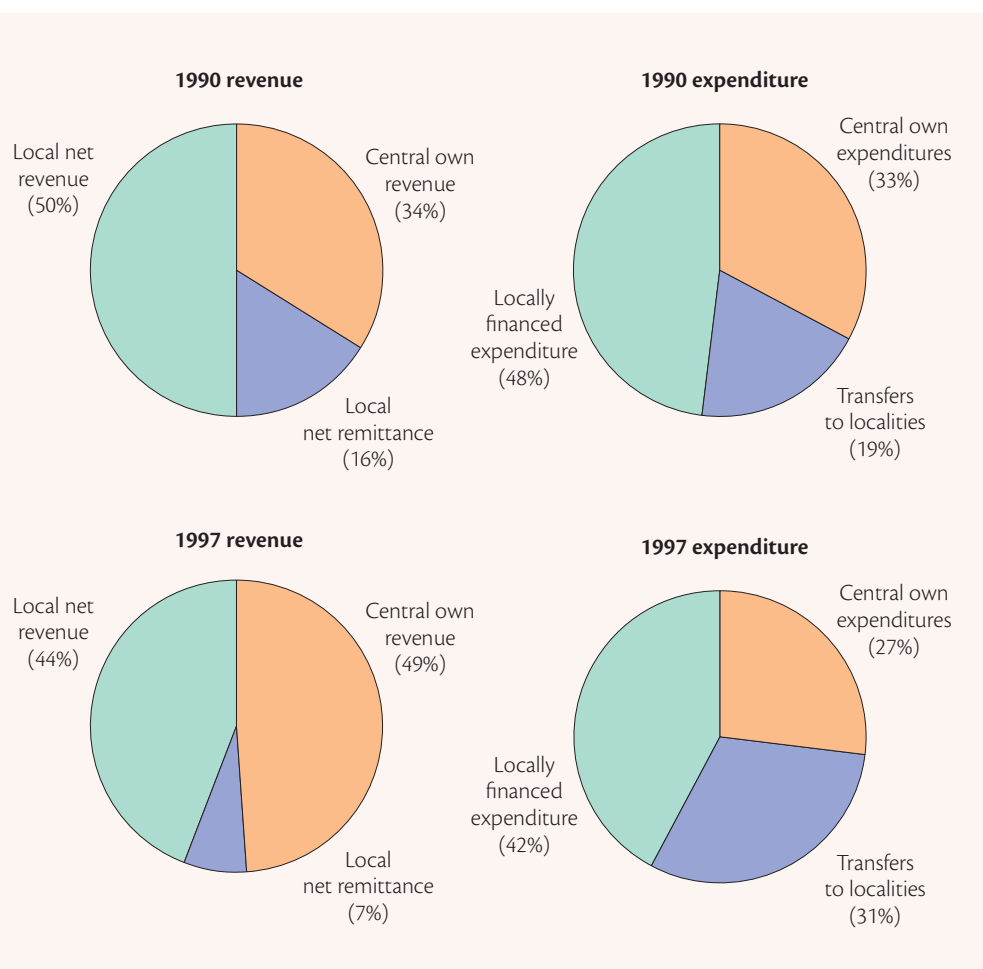 1990 revenue
Local net
revenue
(50%)
Central own
revenue
(34%)
Local
net remittance
(16%)
1990 expenditure
Central own
expenditures
(33%)
Locally
financed
expenditure
(48%)
Transfers
to localities
(19%)
1997 revenue
Local net
revenue
(44%)
Central own
revenue
(49%)
Local
net remittance
(7%)
1997 expenditure
Central own
expenditures
(27%)
Locally
financed
expenditure
(42%)
Transfers
to localities
(31%)